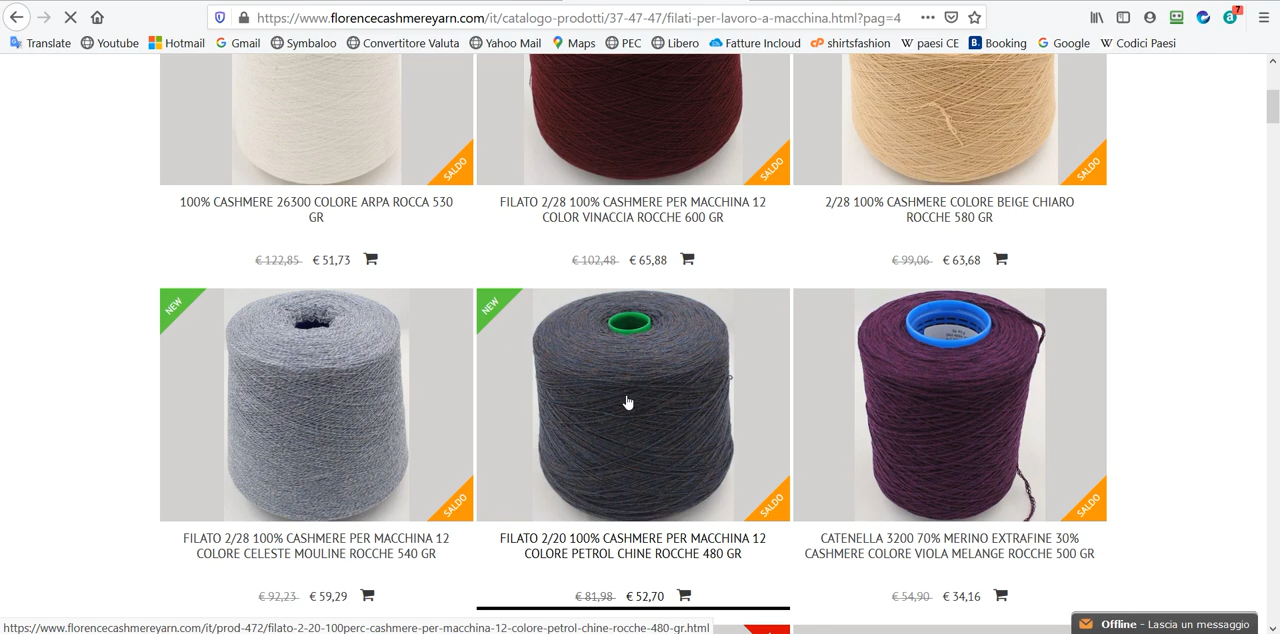 https://www.florencecashmereyarn.com/it/catalogo-prodotti/37-47-47/filati-per-lavoro-a-macchina.html?pag=4
7
Translate Youtube Hotmail Gmail Symbaloo Convertitore Valuta Yahoo Mail Maps PEC Libero Fatture Incloud shirtsfashion paesi CE Booking Google Codici Paesi
SALDO SALDO SALDO
100% CASHMERE 26300 COLORE ARPA ROCCA 530
GR
€ 122,85 € 51,73
FILATO 2/28 100% CASHMERE PER MACCHINA 12
COLOR VINACCIA ROCCHE 600 GR
€ 102,48 € 65,88
2/28 100% CASHMERE COLORE BEIGE CHIARO
ROCCHE 580 GR
€ 99,06 € 63,68
NEW NEW
SALDO SALDO SALDO
FILATO 2/28 100% CASHMERE PER MACCHINA 12
COLORE CELESTE MOULINE ROCCHE 540 GR
€ 92,23 € 59,29
FILATO 2/20 100% CASHMERE PER MACCHINA 12
COLORE PETROL CHINE ROCCHE 480 GR
€ 81,98 € 52,70
CATENELLA 3200 70% MERINO EXTRAFINE 30%
CASHMERE COLORE VIOLA MELANGE ROCCHE 500 GR
€ 54,90 € 34,16
https://www.florencecashmereyarn.com/it/prod-472/filato-2-20-100perc-cashmere-per-macchina-12-colore-petrol-chine-rocche-480-gr.html
Offline - Lascia un messaggio